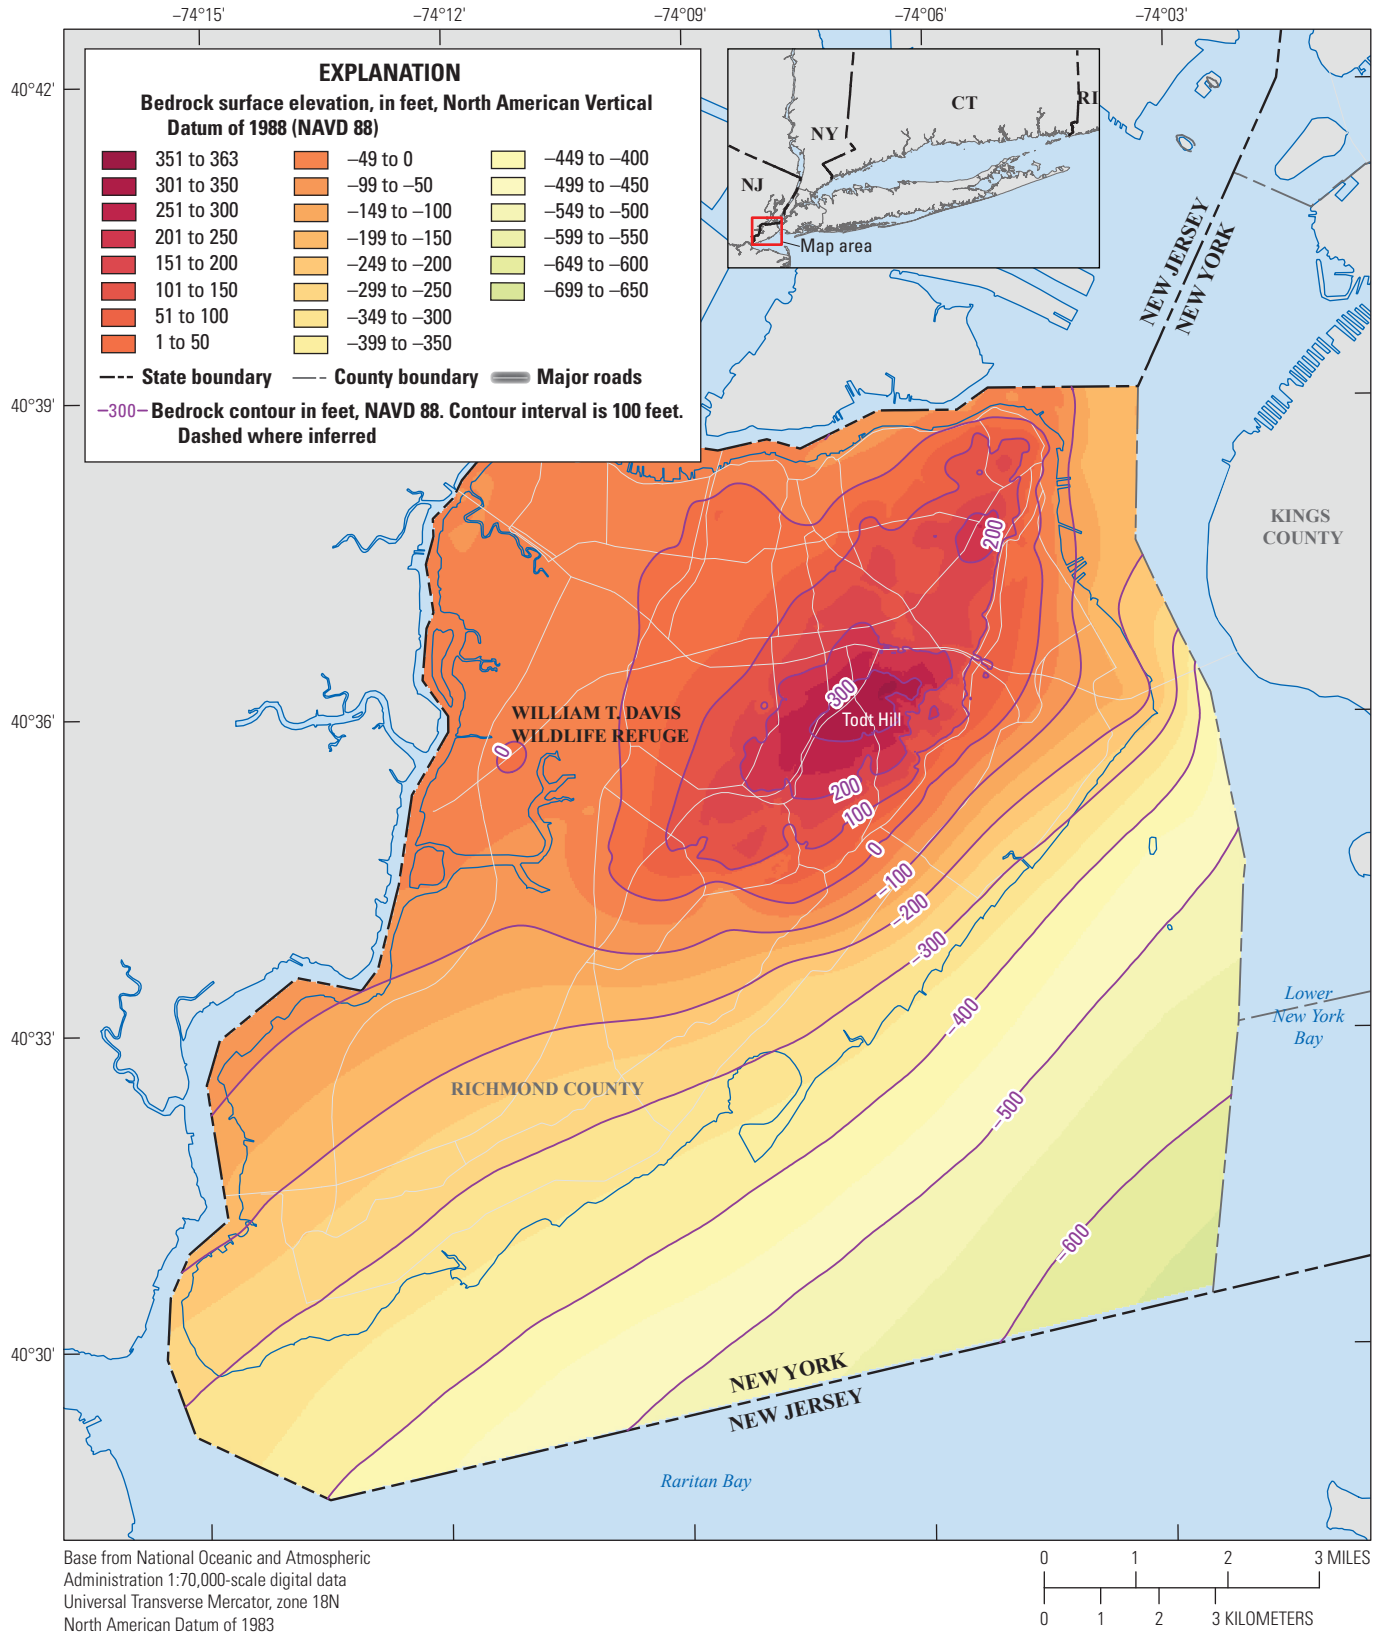 –74°15'
–74°12'
–74°09'
–74°06'
–74°03'
40°42'
40°39'
40°36'
40°33'
40°30'
EXPLANATION
Bedrock surface elevation, in feet, North American Vertical
Datum of 1988 (NAVD 88)
351 to 363
301 to 350
251 to 300
201 to 250
151 to 200
101 to 150
51 to 100
1 to 50
–49 to 0
–99 to –50
–149 to –100
–199 to –150
–249 to –200
–299 to –250
–349 to –300
–399 to –350
–449 to –400
–499 to –450
–549 to –500
–599 to –550
–649 to –600
–699 to –650
State boundary
County boundary
Major roads
–300– Bedrock contour in feet, NAVD 88. Contour interval is 100 feet.
Dashed where inferred
CT
RI
NY
NJ
Map area
NEW JERSEY
NEW YORK
KINGS
COUNTY
200
300
Todt Hill
WILLIAM T. DAVIS
WILDLIFE REFUGE
0
200
100
0
–100
–200
–300
–400
–500
–600
Lower
New York
Bay
RICHMOND COUNTY
NEW YORK
NEW JERSEY
Raritan Bay
Base from National Oceanic and Atmospheric
Administration 1:70,000-scale digital data
Universal Transverse Mercator, zone 18N
North American Datum of 1983
0 1 2 3 MILES
0 1 2 3 KILOMETERS